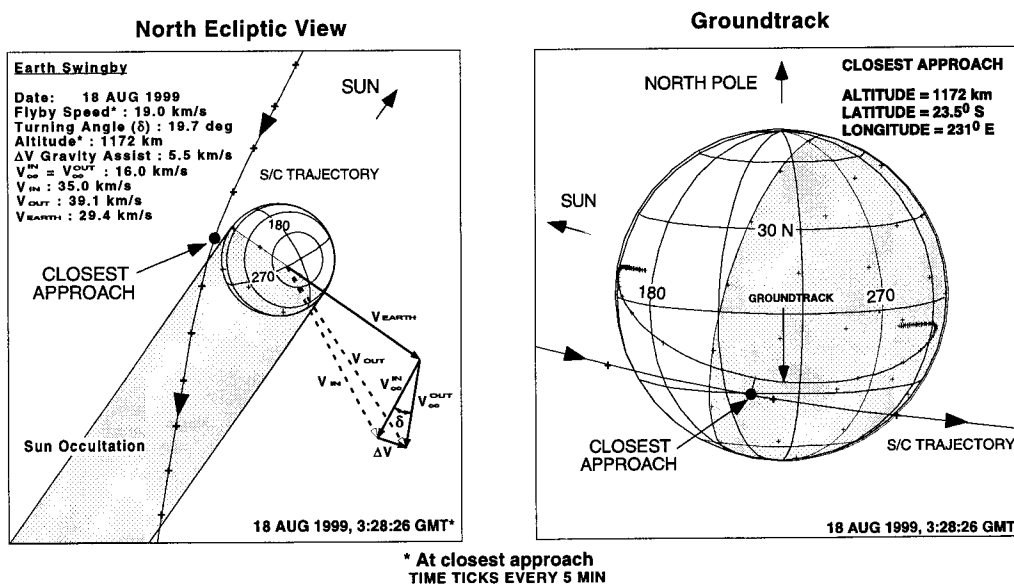 North Ecliptic View
Earth Swingby
Date: 18 AUG 1999
Flyby Speed* : 19.0 km/s
Turning Angle (δ) : 19.7 deg
Altitude* : 1172 km
ΔV Gravity Assist : 5.5 km/s
V∞IN = V∞OUT : 16.0 km/s
VIN : 35.0 km/s
VOUT : 39.1 km/s
VEARTH : 29.4 km/s
SUN
S/C TRAJECTORY
180
270
CLOSEST
APPROACH
VEARTH
VOUT
VIN
V∞IN
V∞OUT
δ
ΔV
Sun Occultation
18 AUG 1999, 3:28:26 GMT*
Groundtrack
NORTH POLE
CLOSEST APPROACH
ALTITUDE = 1172 km
LATITUDE = 23.5⁰ S
LONGITUDE = 231⁰ E
SUN
30 N
180
GROUNDTRACK
270
CLOSEST
APPROACH
S/C TRAJECTORY
18 AUG 1999, 3:28:26 GMT
* At closest approach
TIME TICKS EVERY 5 MIN